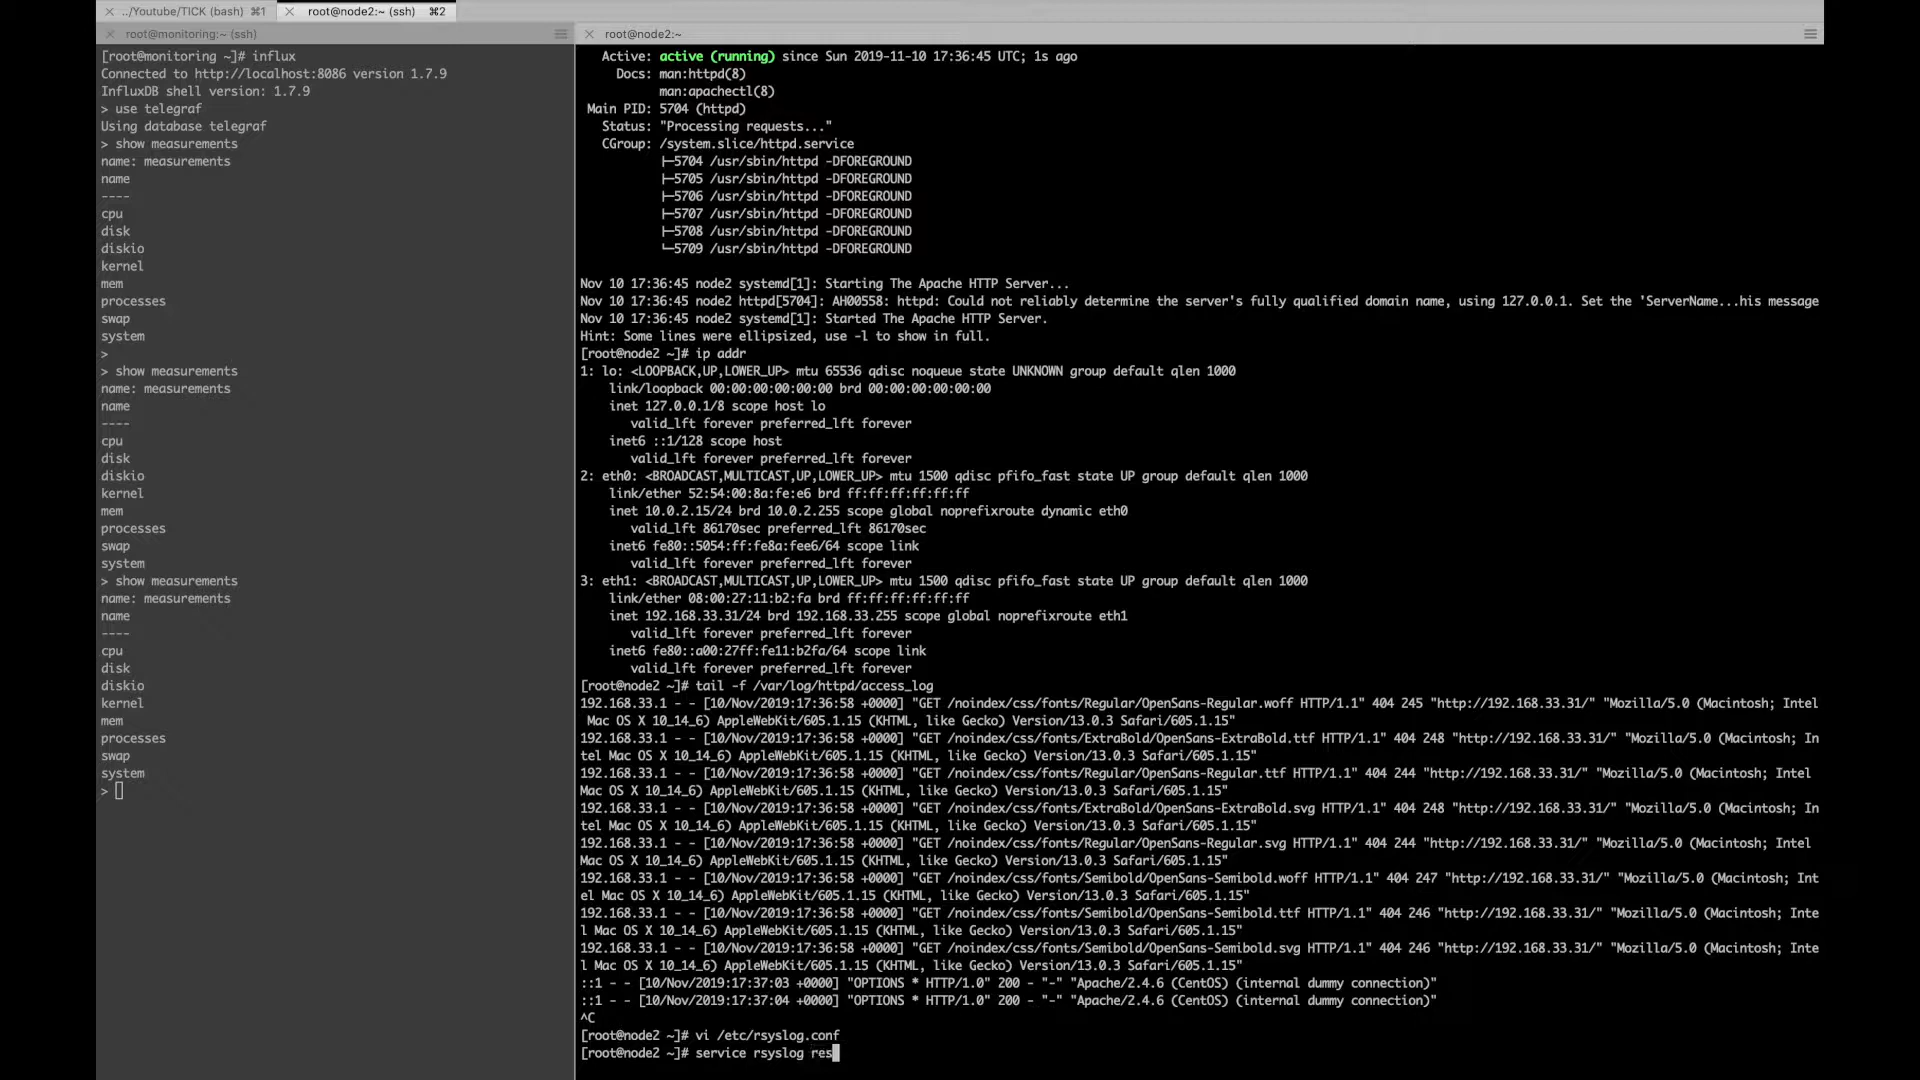 ../Youtube/TICK (bash) ⌘1
root@node2:~ (ssh) ⌘2
root@monitoring:~ (ssh)
[root@monitoring ~]# influx
Connected to http://localhost:8086 version 1.7.9
InfluxDB shell version: 1.7.9
> use telegraf
Using database telegraf
> show measurements
name: measurements
name
----
cpu
disk
diskio
kernel
mem
processes
swap
system
>
> show measurements
name: measurements
name
----
cpu
disk
diskio
kernel
mem
processes
swap
system
> show measurements
name: measurements
name
----
cpu
disk
diskio
kernel
mem
processes
swap
system
>
root@node2:~
Active: active (running) since Sun 2019-11-10 17:36:45 UTC; 1s ago
Docs: man:httpd(8)
man:apachectl(8)
Main PID: 5704 (httpd)
Status: "Processing requests..."
CGroup: /system.slice/httpd.service
├─5704 /usr/sbin/httpd -DFOREGROUND
├─5705 /usr/sbin/httpd -DFOREGROUND
├─5706 /usr/sbin/httpd -DFOREGROUND
├─5707 /usr/sbin/httpd -DFOREGROUND
├─5708 /usr/sbin/httpd -DFOREGROUND
└─5709 /usr/sbin/httpd -DFOREGROUND
Nov 10 17:36:45 node2 systemd[1]: Starting The Apache HTTP Server...
Nov 10 17:36:45 node2 httpd[5704]: AH00558: httpd: Could not reliably determine the server's fully qualified domain name, using 127.0.0.1. Set the 'ServerName...his message
Nov 10 17:36:45 node2 systemd[1]: Started The Apache HTTP Server.
Hint: Some lines were ellipsized, use -l to show in full.
[root@node2 ~]# ip addr
1: lo: <LOOPBACK,UP,LOWER_UP> mtu 65536 qdisc noqueue state UNKNOWN group default qlen 1000
link/loopback 00:00:00:00:00:00 brd 00:00:00:00:00:00
inet 127.0.0.1/8 scope host lo
valid_lft forever preferred_lft forever
inet6 ::1/128 scope host
valid_lft forever preferred_lft forever
2: eth0: <BROADCAST,MULTICAST,UP,LOWER_UP> mtu 1500 qdisc pfifo_fast state UP group default qlen 1000
link/ether 52:54:00:8a:fe:e6 brd ff:ff:ff:ff:ff:ff
inet 10.0.2.15/24 brd 10.0.2.255 scope global noprefixroute dynamic eth0
valid_lft 86170sec preferred_lft 86170sec
inet6 fe80::5054:ff:fe8a:fee6/64 scope link
valid_lft forever preferred_lft forever
3: eth1: <BROADCAST,MULTICAST,UP,LOWER_UP> mtu 1500 qdisc pfifo_fast state UP group default qlen 1000
link/ether 08:00:27:11:b2:fa brd ff:ff:ff:ff:ff:ff
inet 192.168.33.31/24 brd 192.168.33.255 scope global noprefixroute eth1
valid_lft forever preferred_lft forever
inet6 fe80::a00:27ff:fe11:b2fa/64 scope link
valid_lft forever preferred_lft forever
[root@node2 ~]# tail -f /var/log/httpd/access_log
192.168.33.1 - - [10/Nov/2019:17:36:58 +0000] "GET /noindex/css/fonts/Regular/OpenSans-Regular.woff HTTP/1.1" 404 245 "http://192.168.33.31/" "Mozilla/5.0 (Macintosh; Intel
Mac OS X 10_14_6) AppleWebKit/605.1.15 (KHTML, like Gecko) Version/13.0.3 Safari/605.1.15"
192.168.33.1 - - [10/Nov/2019:17:36:58 +0000] "GET /noindex/css/fonts/ExtraBold/OpenSans-ExtraBold.ttf HTTP/1.1" 404 248 "http://192.168.33.31/" "Mozilla/5.0 (Macintosh; In
tel Mac OS X 10_14_6) AppleWebKit/605.1.15 (KHTML, like Gecko) Version/13.0.3 Safari/605.1.15"
192.168.33.1 - - [10/Nov/2019:17:36:58 +0000] "GET /noindex/css/fonts/Regular/OpenSans-Regular.ttf HTTP/1.1" 404 244 "http://192.168.33.31/" "Mozilla/5.0 (Macintosh; Intel
Mac OS X 10_14_6) AppleWebKit/605.1.15 (KHTML, like Gecko) Version/13.0.3 Safari/605.1.15"
192.168.33.1 - - [10/Nov/2019:17:36:58 +0000] "GET /noindex/css/fonts/ExtraBold/OpenSans-ExtraBold.svg HTTP/1.1" 404 248 "http://192.168.33.31/" "Mozilla/5.0 (Macintosh; In
tel Mac OS X 10_14_6) AppleWebKit/605.1.15 (KHTML, like Gecko) Version/13.0.3 Safari/605.1.15"
192.168.33.1 - - [10/Nov/2019:17:36:58 +0000] "GET /noindex/css/fonts/Regular/OpenSans-Regular.svg HTTP/1.1" 404 244 "http://192.168.33.31/" "Mozilla/5.0 (Macintosh; Intel
Mac OS X 10_14_6) AppleWebKit/605.1.15 (KHTML, like Gecko) Version/13.0.3 Safari/605.1.15"
192.168.33.1 - - [10/Nov/2019:17:36:58 +0000] "GET /noindex/css/fonts/Semibold/OpenSans-Semibold.woff HTTP/1.1" 404 247 "http://192.168.33.31/" "Mozilla/5.0 (Macintosh; Int
el Mac OS X 10_14_6) AppleWebKit/605.1.15 (KHTML, like Gecko) Version/13.0.3 Safari/605.1.15"
192.168.33.1 - - [10/Nov/2019:17:36:58 +0000] "GET /noindex/css/fonts/Semibold/OpenSans-Semibold.ttf HTTP/1.1" 404 246 "http://192.168.33.31/" "Mozilla/5.0 (Macintosh; Inte
l Mac OS X 10_14_6) AppleWebKit/605.1.15 (KHTML, like Gecko) Version/13.0.3 Safari/605.1.15"
192.168.33.1 - - [10/Nov/2019:17:36:58 +0000] "GET /noindex/css/fonts/Semibold/OpenSans-Semibold.svg HTTP/1.1" 404 246 "http://192.168.33.31/" "Mozilla/5.0 (Macintosh; Inte
l Mac OS X 10_14_6) AppleWebKit/605.1.15 (KHTML, like Gecko) Version/13.0.3 Safari/605.1.15"
::1 - - [10/Nov/2019:17:37:03 +0000] "OPTIONS * HTTP/1.0" 200 - "-" "Apache/2.4.6 (CentOS) (internal dummy connection)"
::1 - - [10/Nov/2019:17:37:04 +0000] "OPTIONS * HTTP/1.0" 200 - "-" "Apache/2.4.6 (CentOS) (internal dummy connection)"
^C
[root@node2 ~]# vi /etc/rsyslog.conf
[root@node2 ~]# service rsyslog res